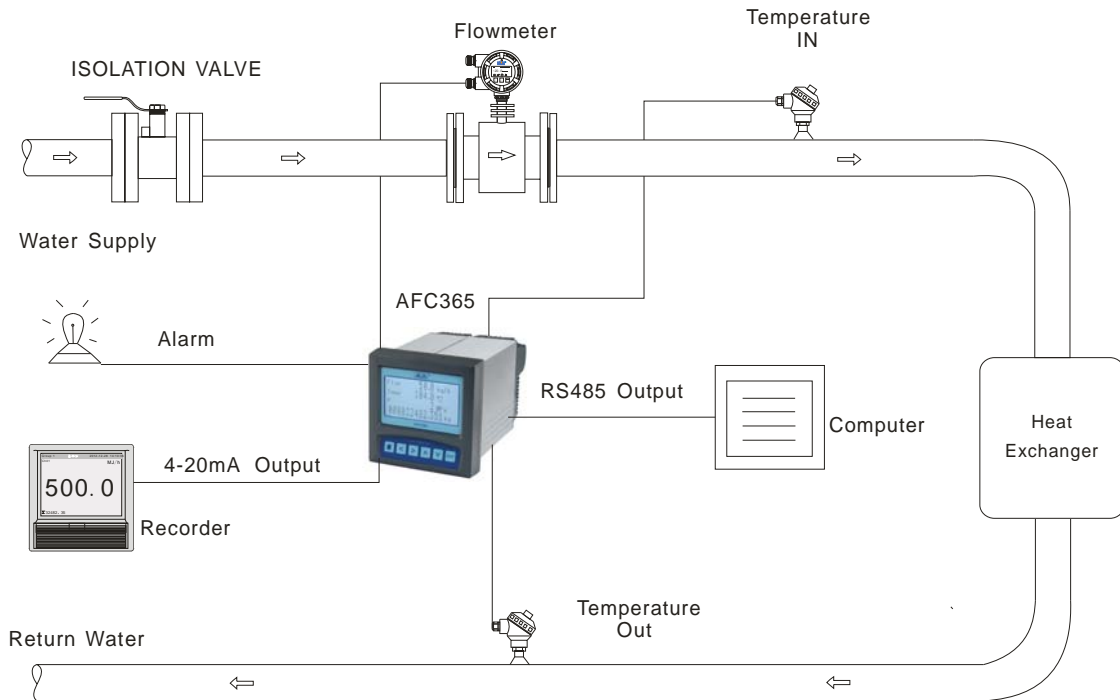 Temperature
IN
Flowmeter
ISOLATION VALVE
Water Supply
AFC365
Alarm
RS485 Output
Computer
Heat
Exchanger
4-20mA Output
500.0
Recorder
Temperature
Out
Return Water